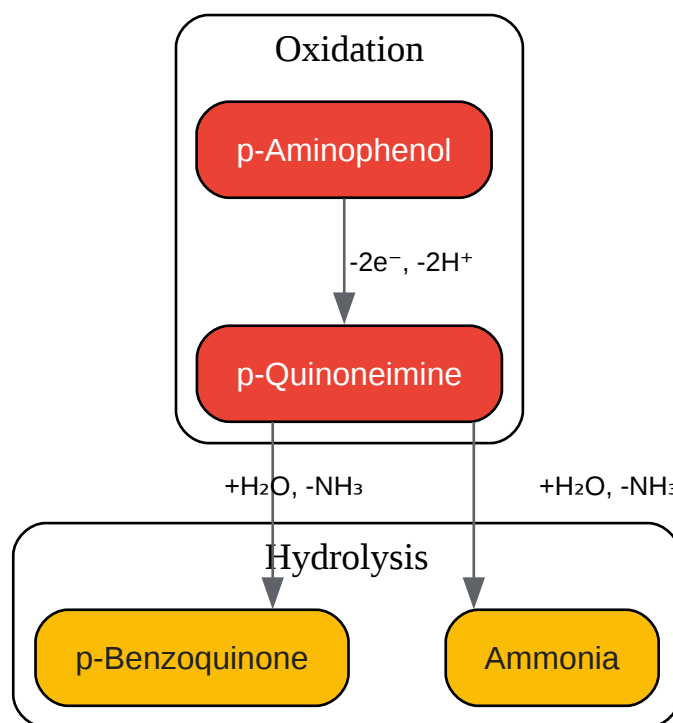 Oxidation
p-Aminophenol
-2e⁻, -2H⁺
p-Quinoneimine
+H₂O, -NH₃
+H₂O, -NH₃
Hydrolysis
p-Benzoquinone
Ammonia